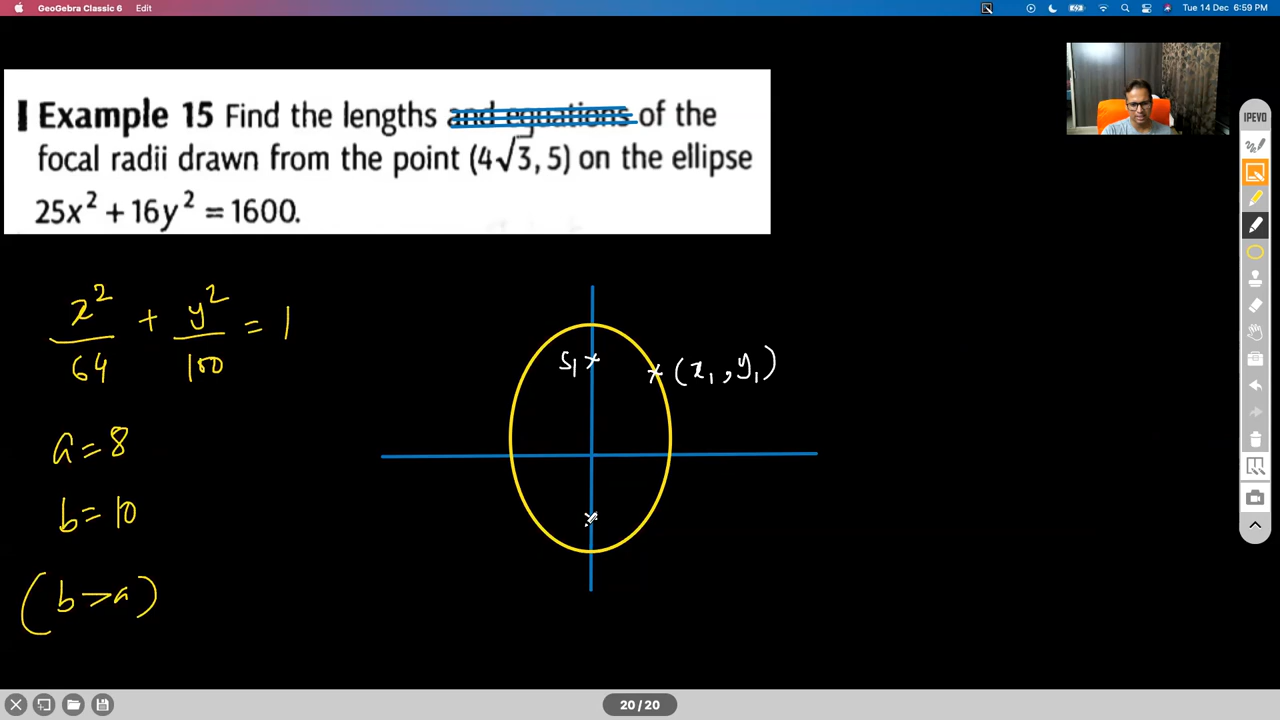 GeoGebra Classic 6 Edit Tue 14 Dec 6:59 PM
Example 15 Find the lengths and equations of the
focal radii drawn from the point (4√3, 5) on the ellipse
25x² + 16y² = 1600.
IPEVO
x²/64 + y²/100 = 1
S₁ (x₁, y₁)
a = 8
b = 10
(b > a)
20 / 20